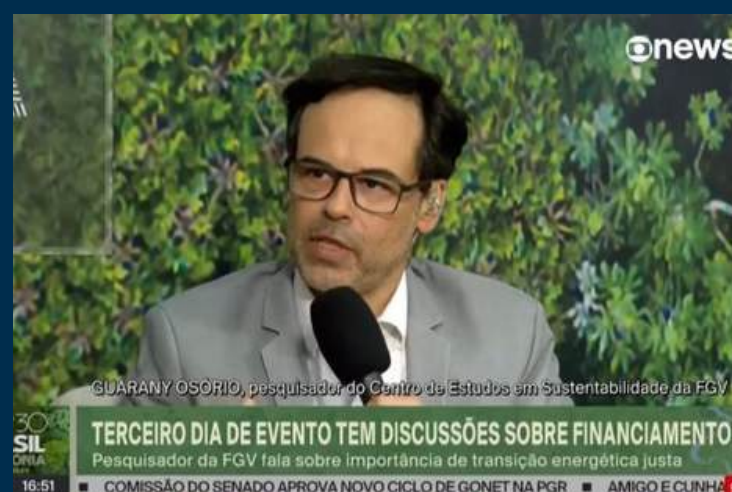 news
GUARANY OSÓRIO, pesquisador do Centro de Estudos em Sustentabilidade da FGV
30
SIL
TERCEIRO DIA DE EVENTO TEM DISCUSSÕES SOBRE FINANCIAMENTO
Pesquisador da FGV fala sobre importância de transição energética justa
16:51 COMISSÃO DO SENADO APROVA NOVO CICLO DE GONET NA PGR AMIGO E CUNHA